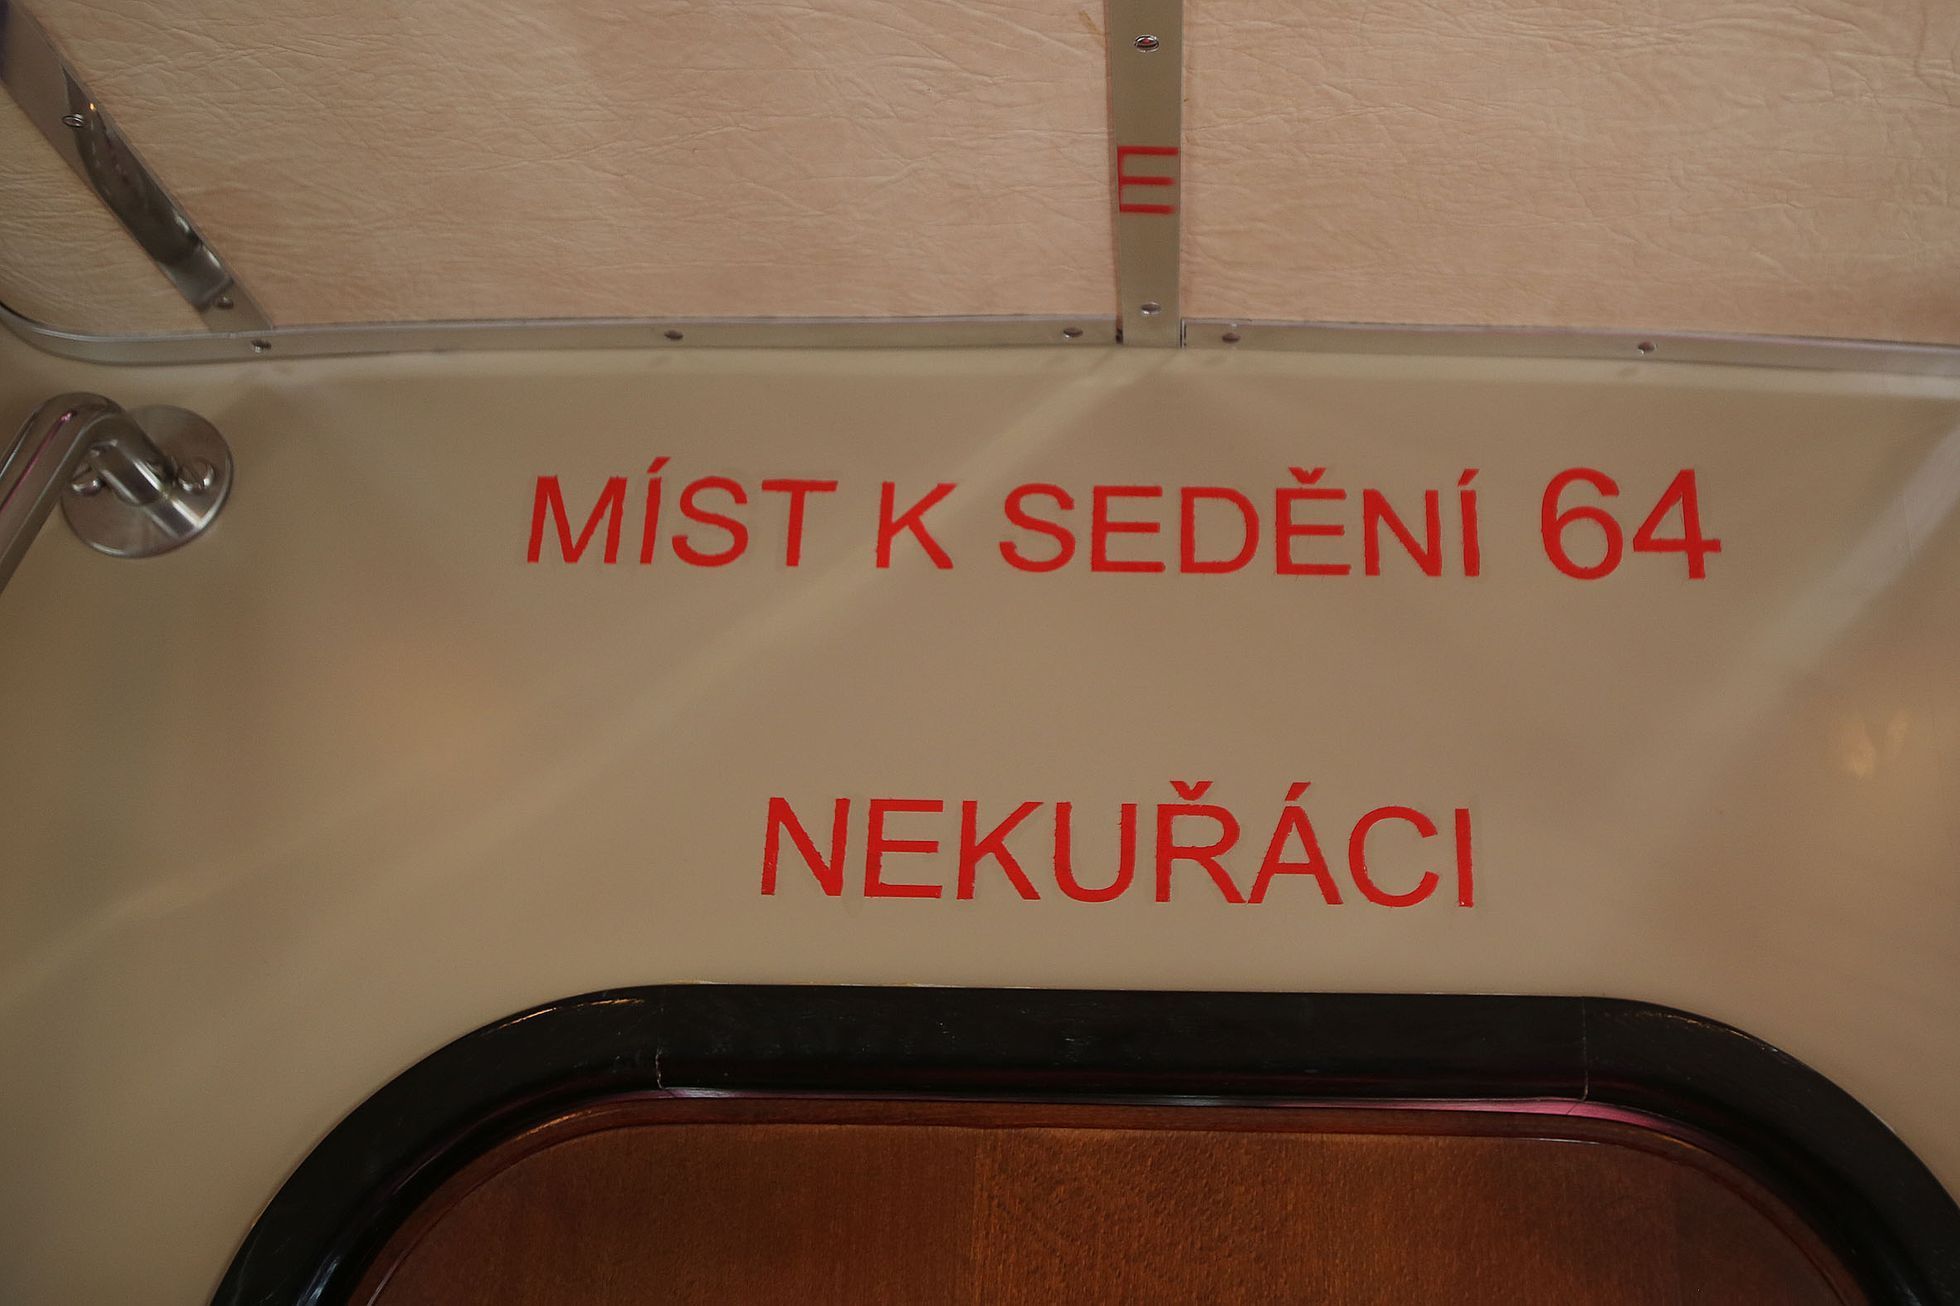 E
MÍST K SEDĚNÍ 64
NEKUŘÁCI